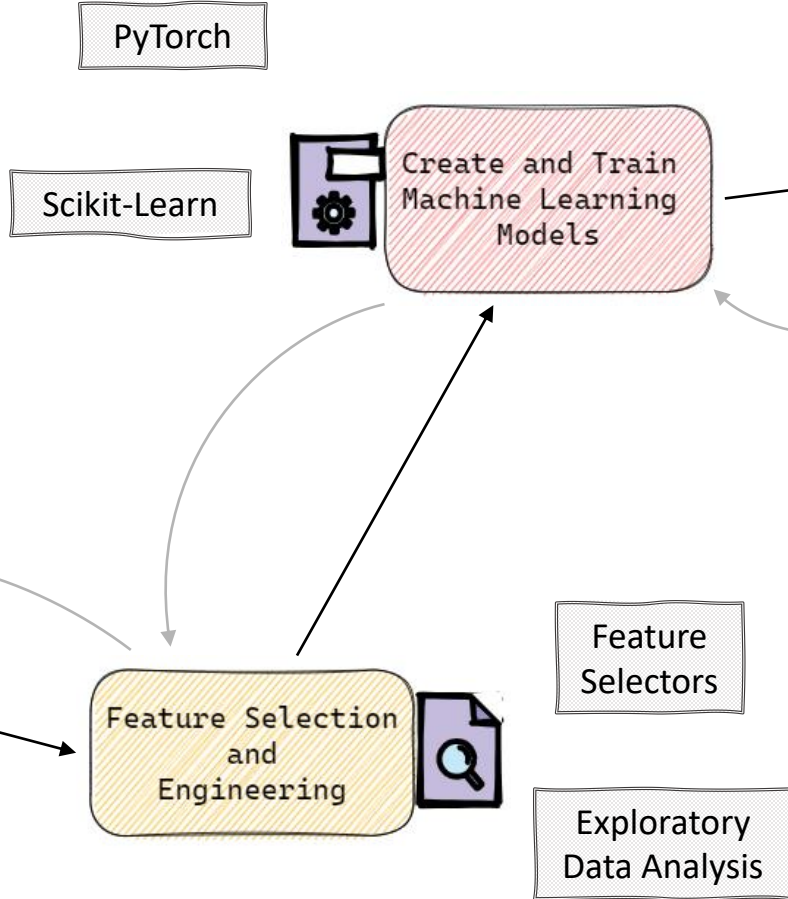 PyTorch
Create and Train
Machine Learning
Models
Scikit-Learn
Feature
Selectors
Feature Selection
and
Engineering
Exploratory
Data Analysis